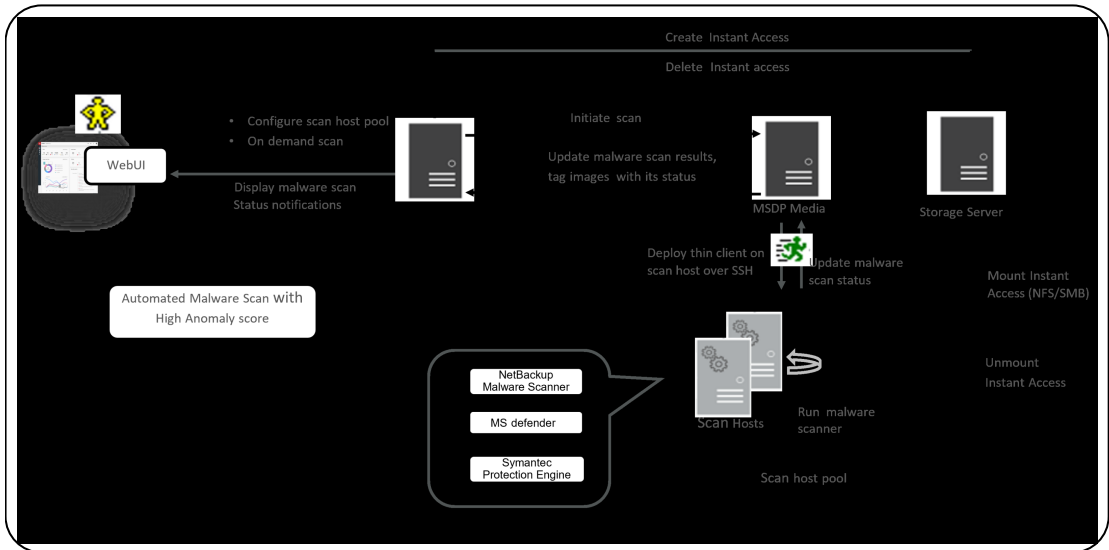 Create Instant Access
Delete Instant access
• Configure scan host pool
• On demand scan
Initiate scan
WebUI
Update malware scan results,
tag images with its status
Display malware scan
Status notifications
MSDP Media
Storage Server
Deploy thin client on
scan host over SSH
Update malware
scan status
Mount Instant
Access (NFS/SMB)
Automated Malware Scan with
High Anomaly score
NetBackup
Malware Scanner
MS defender
Symantec
Protection Engine
Unmount
Instant Access
Scan Hosts
Run malware
scanner
Scan host pool